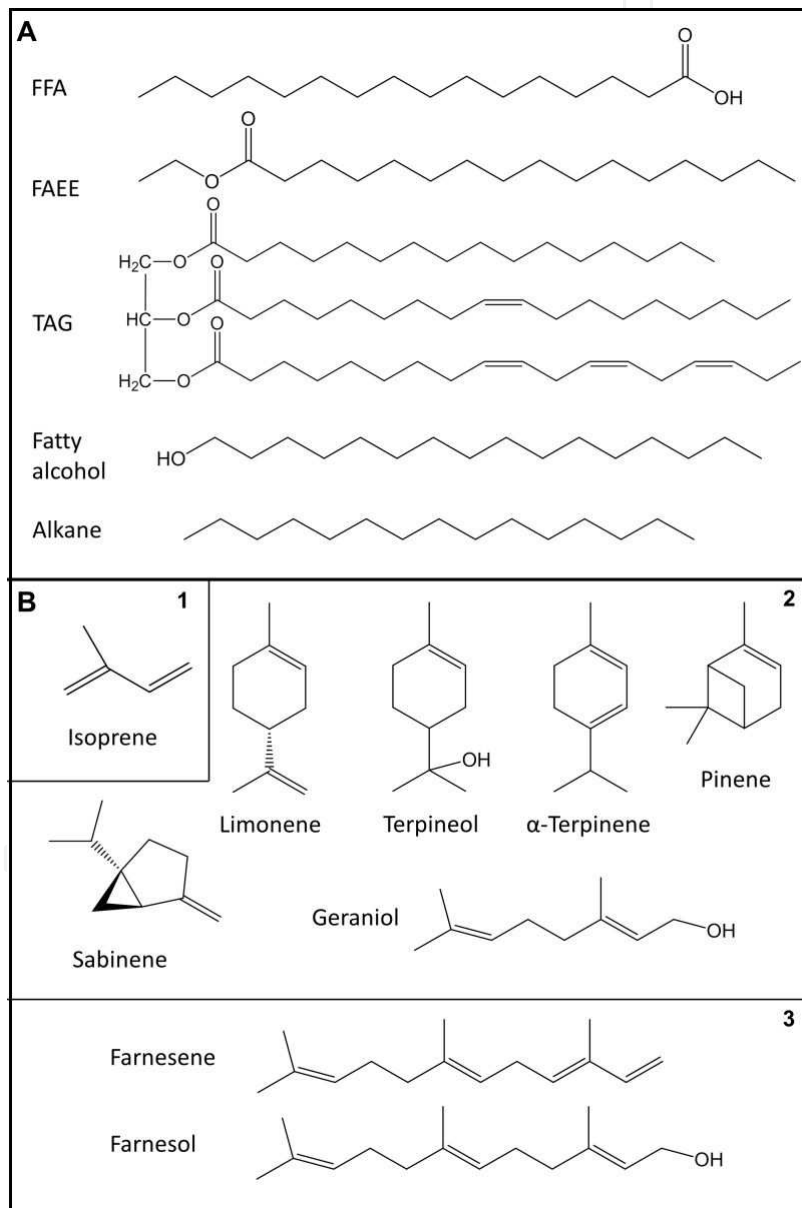 A
FFA
O
OH
FAEE
O
O
TAG
O
H₂C—O
O
HC—O
O
H₂C—O
Fatty
alcohol
HO
Alkane
B
1
Isoprene
2
Limonene
OH
Terpineol
α-Terpinene
Pinene
Sabinene
Geraniol
OH
3
Farnesene
Farnesol
OH